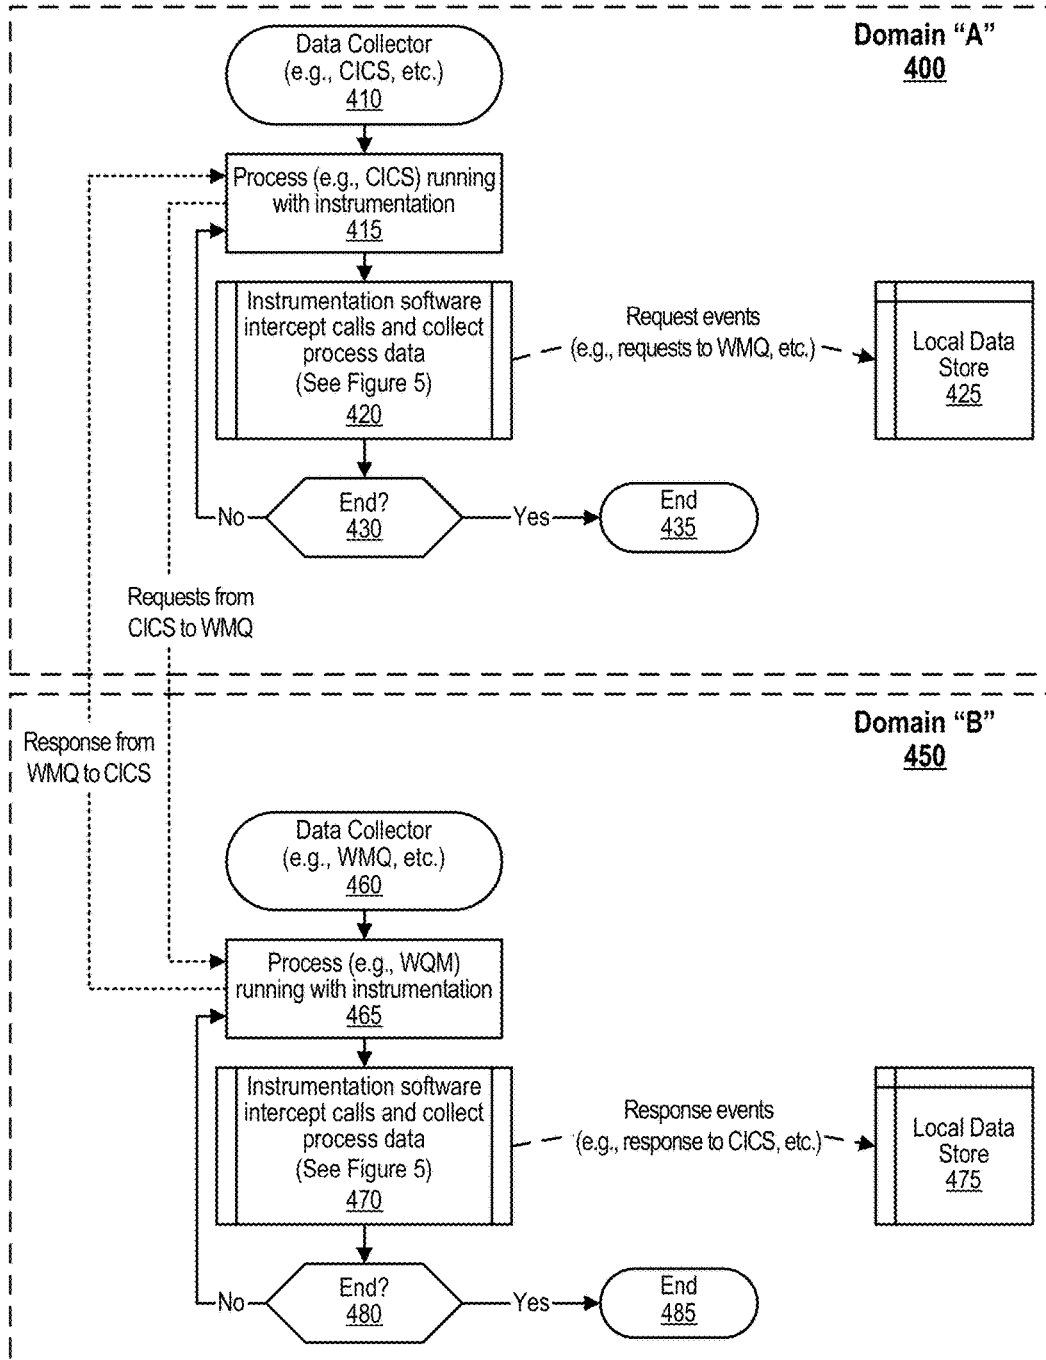 Domain “A”
400
Data Collector
(e.g., CICS, etc.)
410
Process (e.g., CICS) running
with instrumentation
415
Instrumentation software
intercept calls and collect
process data
(See Figure 5)
420
Request events
(e.g., requests to WMQ, etc.)
Local Data
Store
425
End?
430
No
Yes
End
435
Requests from
CICS to WMQ
Domain “B”
450
Response from
WMQ to CICS
Data Collector
(e.g., WMQ, etc.)
460
Process (e.g., WQM)
running with instrumentation
465
Instrumentation software
intercept calls and collect
process data
(See Figure 5)
470
Response events
(e.g., response to CICS, etc.)
Local Data
Store
475
End?
480
No
Yes
End
485